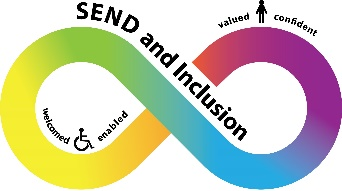 SEND and Inclusion
valued confident
welcomed enabled